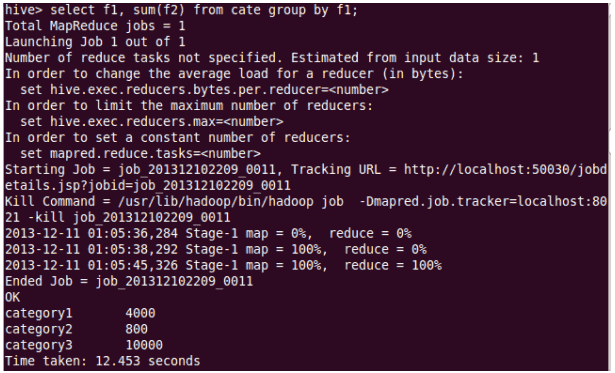 hive> select f1, sum(f2) from cate group by f1;
Total MapReduce jobs = 1
Launching Job 1 out of 1
Number of reduce tasks not specified. Estimated from input data size: 1
In order to change the average load for a reducer (in bytes):
  set hive.exec.reducers.bytes.per.reducer=<number>
In order to limit the maximum number of reducers:
  set hive.exec.reducers.max=<number>
In order to set a constant number of reducers:
  set mapred.reduce.tasks=<number>
Starting Job = job_201312102209_0011, Tracking URL = http://localhost:50030/jobd
etails.jsp?jobid=job_201312102209_0011
Kill Command = /usr/lib/hadoop/bin/hadoop job  -Dmapred.job.tracker=localhost:80
21 -kill job_201312102209_0011
2013-12-11 01:05:36,284 Stage-1 map = 0%,  reduce = 0%
2013-12-11 01:05:38,292 Stage-1 map = 100%,  reduce = 0%
2013-12-11 01:05:45,326 Stage-1 map = 100%,  reduce = 100%
Ended Job = job_201312102209_0011
OK
category1       4000
category2       800
category3       10000
Time taken: 12.453 seconds